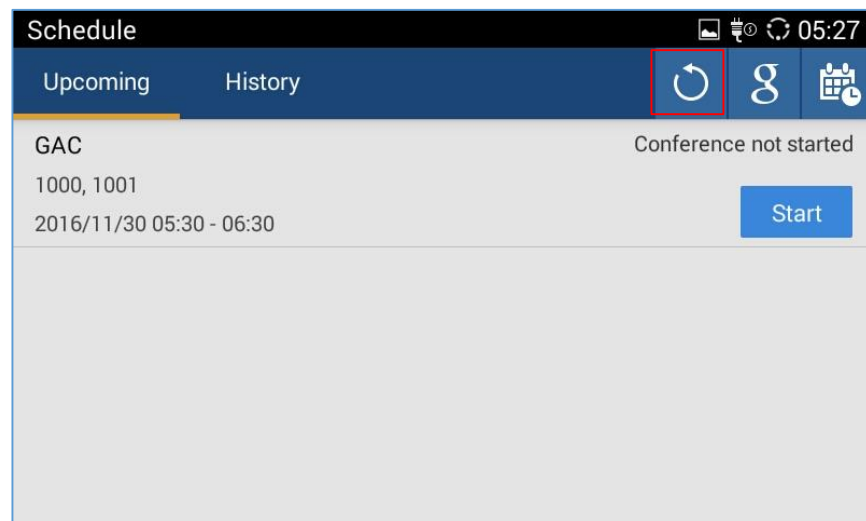 Schedule 05:27
Upcoming History g
GAC Conference not started
1000, 1001
2016/11/30 05:30 - 06:30
Start